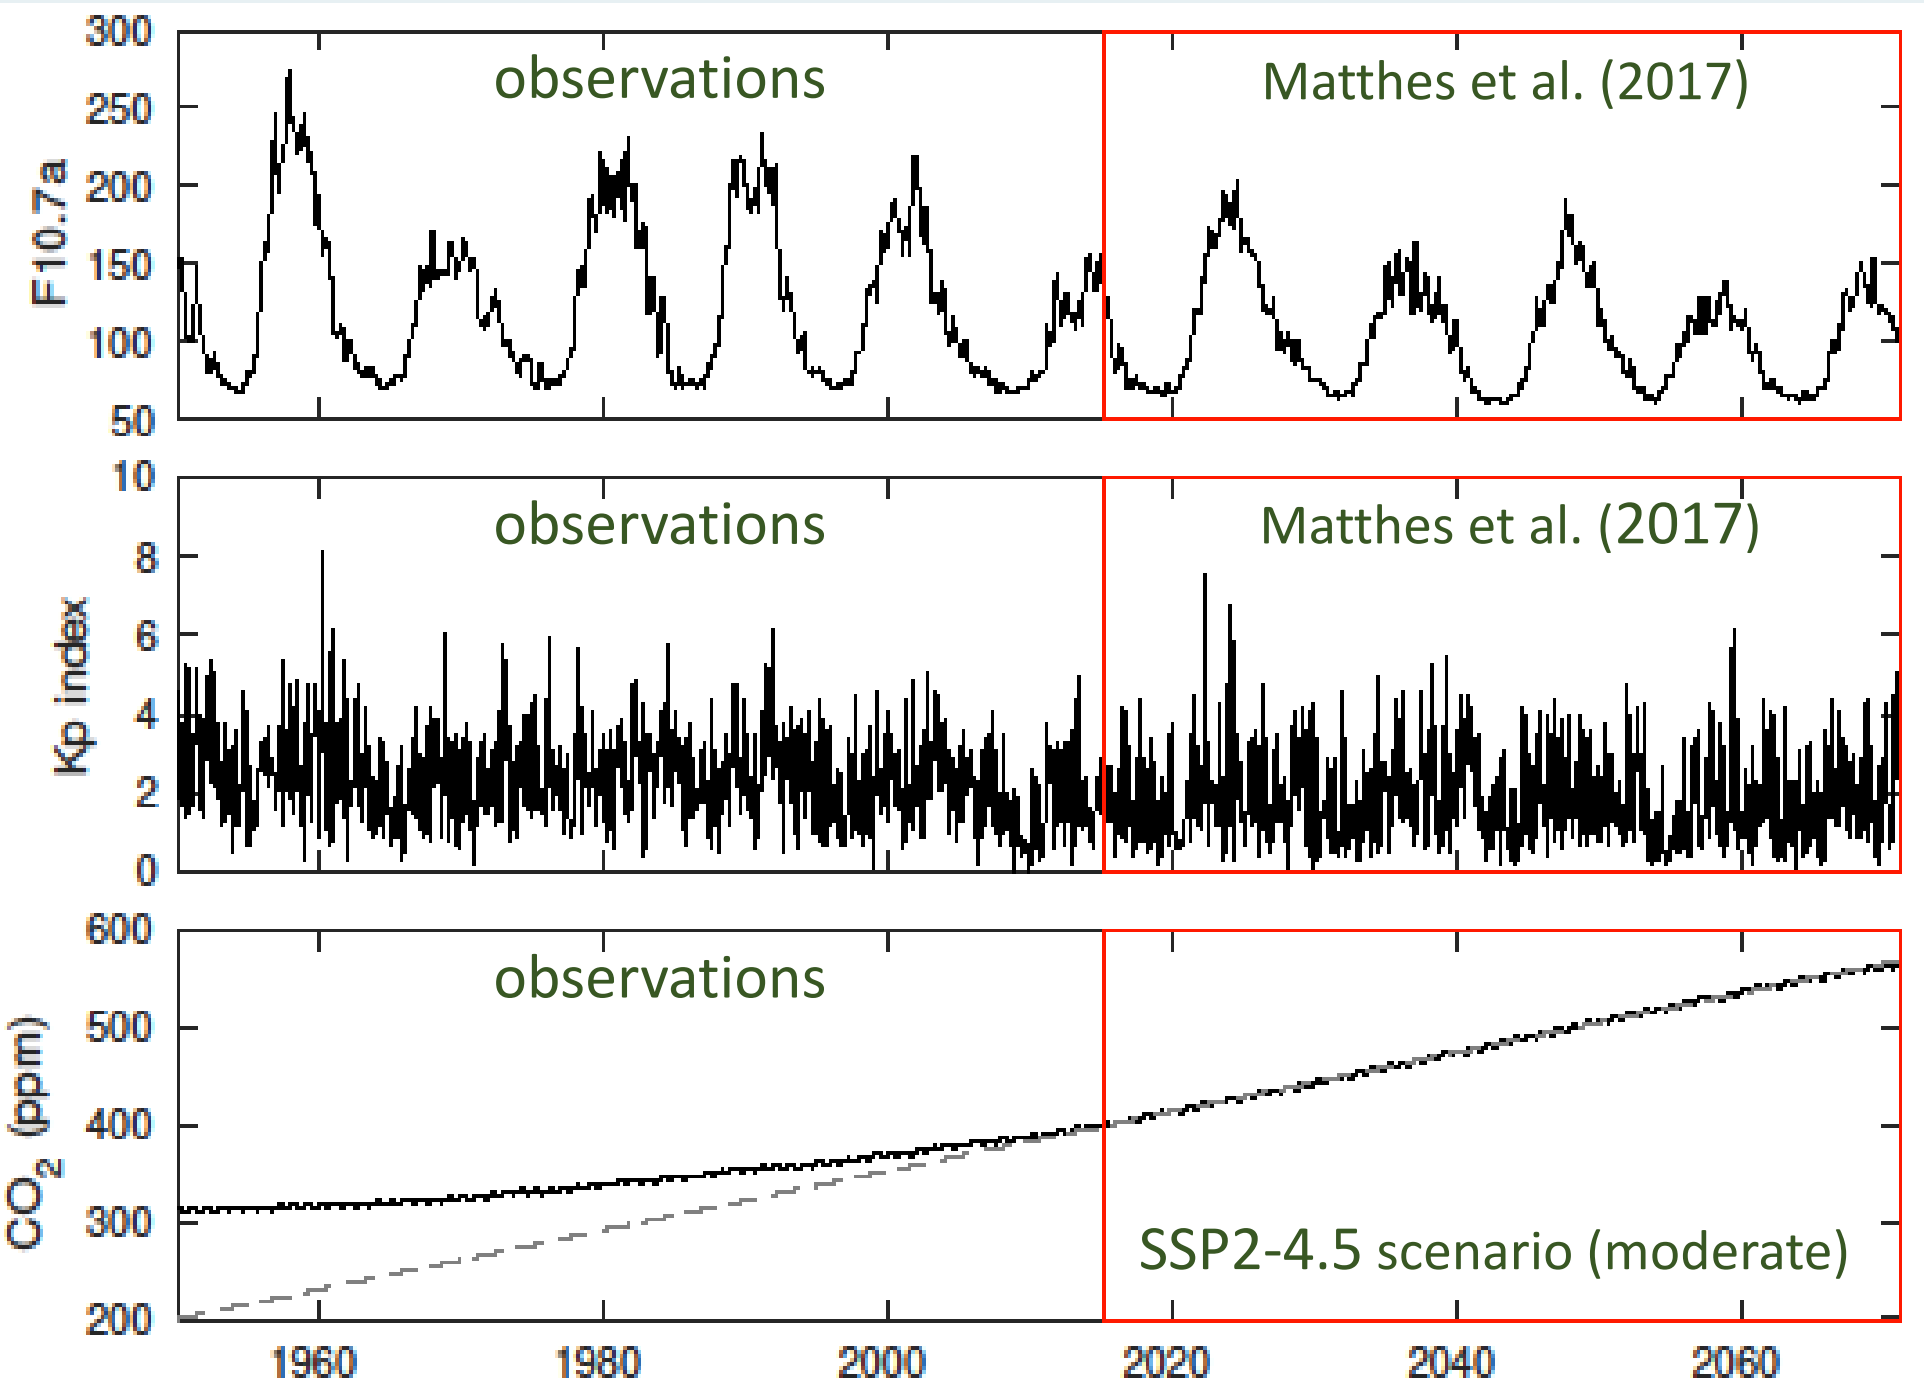 300
250
200
150
100
50
F10.7a
observations
Matthes et al. (2017)
10
8
6
4
2
0
Kp index
observations
Matthes et al. (2017)
600
500
400
300
200
CO₂ (ppm)
observations
SSP2-4.5 scenario (moderate)
1960 1980 2000 2020 2040 2060